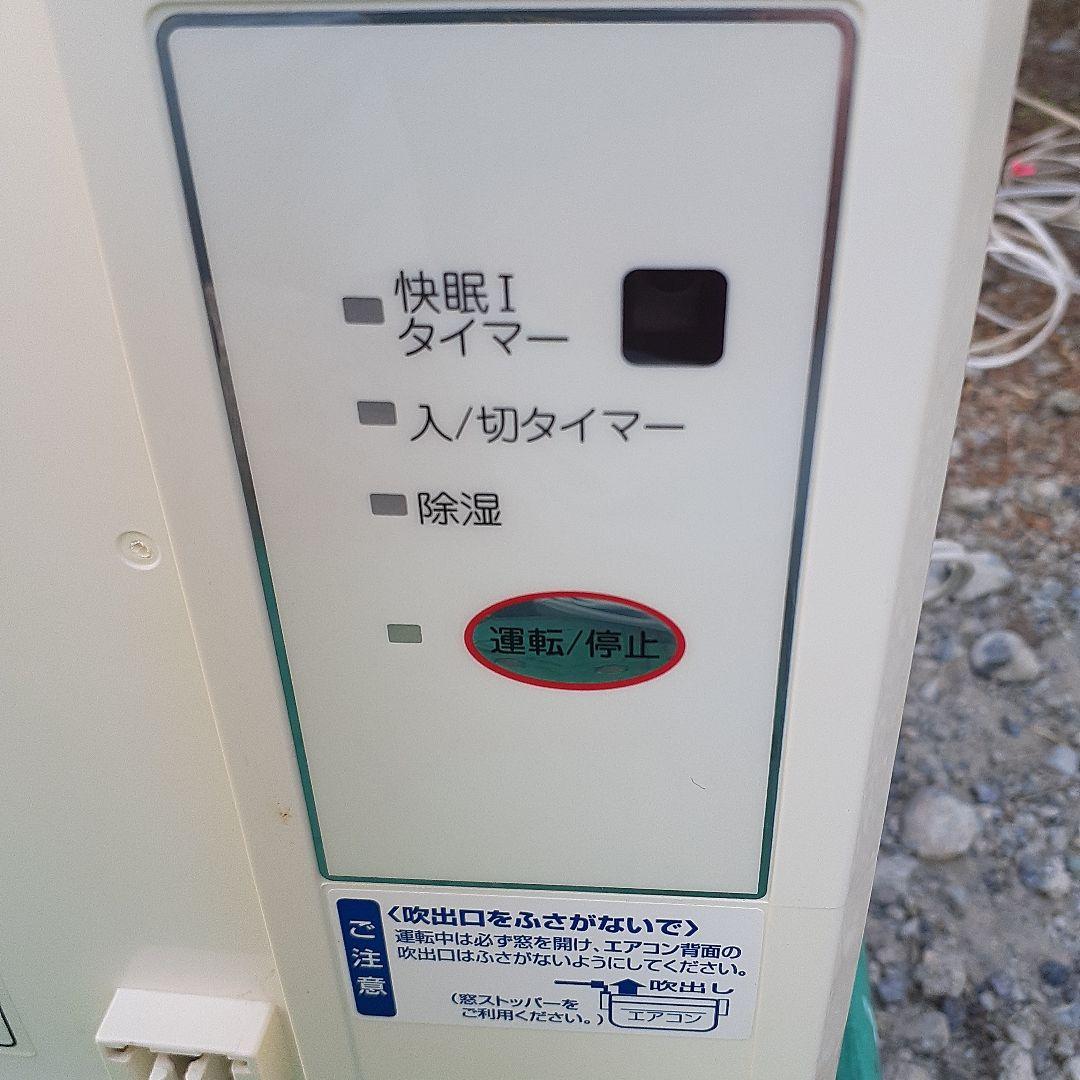 快眠I
タイマー
入/切タイマー
除湿
運転/停止
ご注意
〈吹出口をふさがないで〉
運転中は必ず窓を開け、エアコン背面の
吹出口はふさがないようにしてください。
吹出し
(窓ストッパーを
ご利用ください。)
エアコン